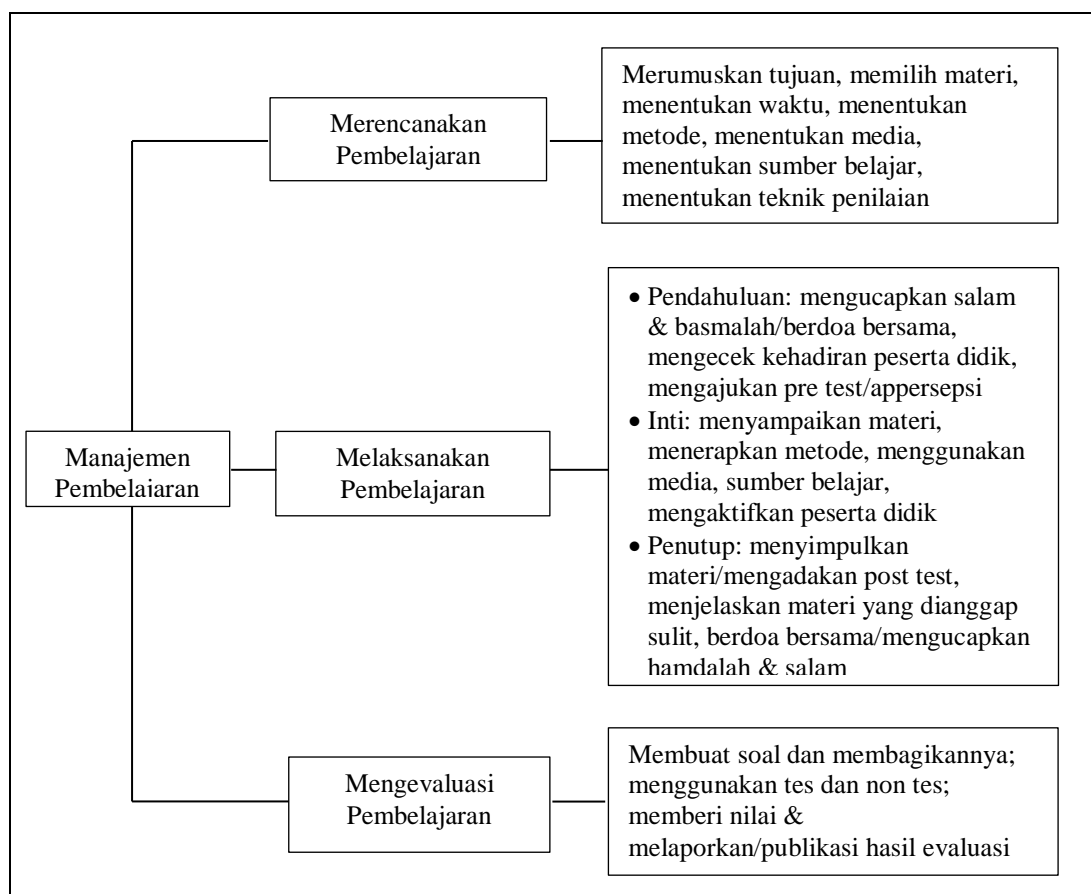 Merumuskan tujuan, memilih materi,
menentukan waktu, menentukan
metode, menentukan media,
menentukan sumber belajar,
menentukan teknik penilaian
Merencanakan
Pembelajaran
• Pendahuluan: mengucapkan salam
& basmalah/berdoa bersama,
mengecek kehadiran peserta didik,
mengajukan pre test/appersepsi
• Inti: menyampaikan materi,
menerapkan metode, menggunakan
media, sumber belajar,
mengaktifkan peserta didik
• Penutup: menyimpulkan
materi/mengadakan post test,
menjelaskan materi yang dianggap
sulit, berdoa bersama/mengucapkan
hamdalah & salam
Manajemen
Pembelajaran
Melaksanakan
Pembelajaran
Mengevaluasi
Pembelajaran
Membuat soal dan membagikannya;
menggunakan tes dan non tes;
memberi nilai &
melaporkan/publikasi hasil evaluasi